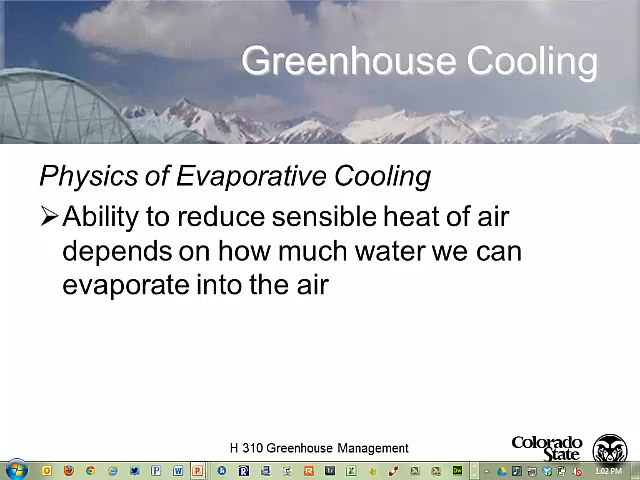 Greenhouse Cooling
Physics of Evaporative Cooling
Ability to reduce sensible heat of air
depends on how much water we can
evaporate into the air
H 310 Greenhouse Management
Colorado
State
1:02 PM